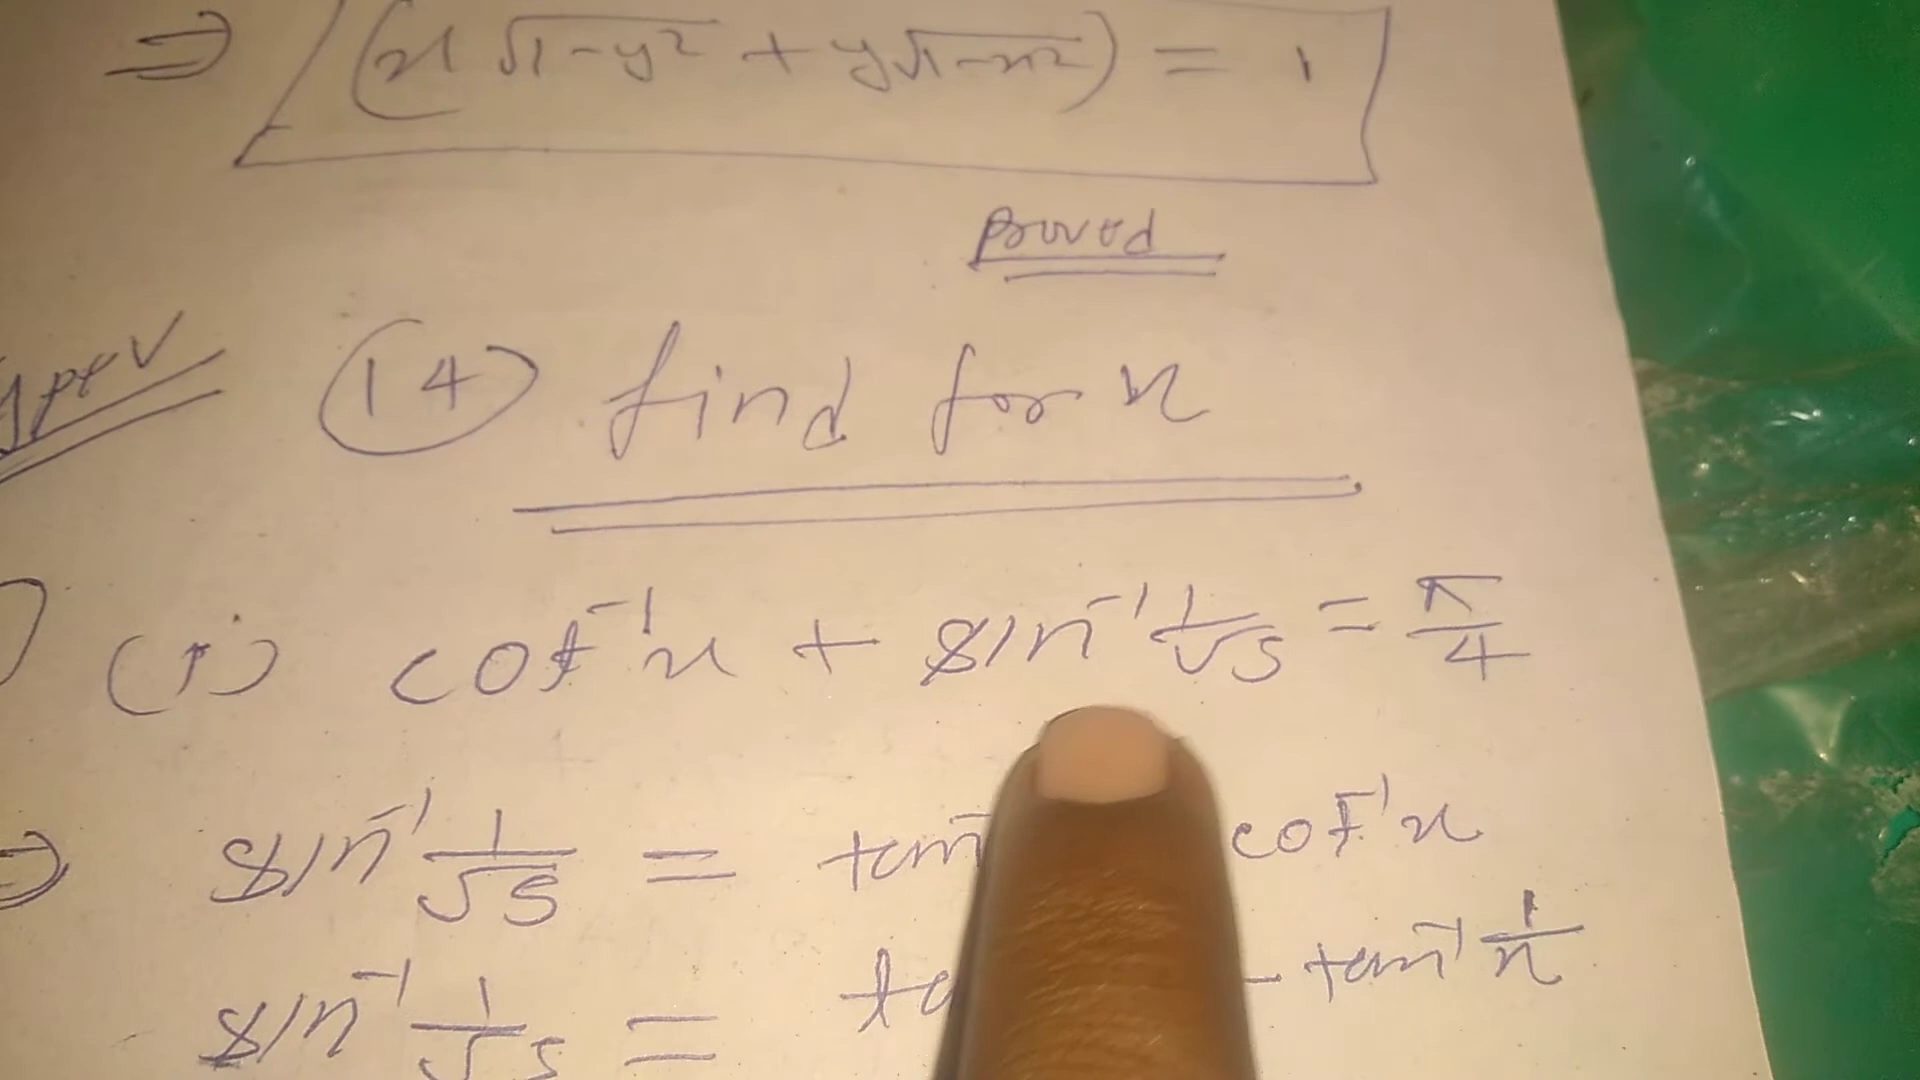 ⇒ (x√1-y² + y√1-x²) = 1
proved
Type V (14) find for x
(i) cot⁻¹x + sin⁻¹ 1/√5 = π/4
⇒ sin⁻¹ 1/√5 = tan cot⁻¹x
sin⁻¹ 1/√5 = - tan⁻¹ 1/x